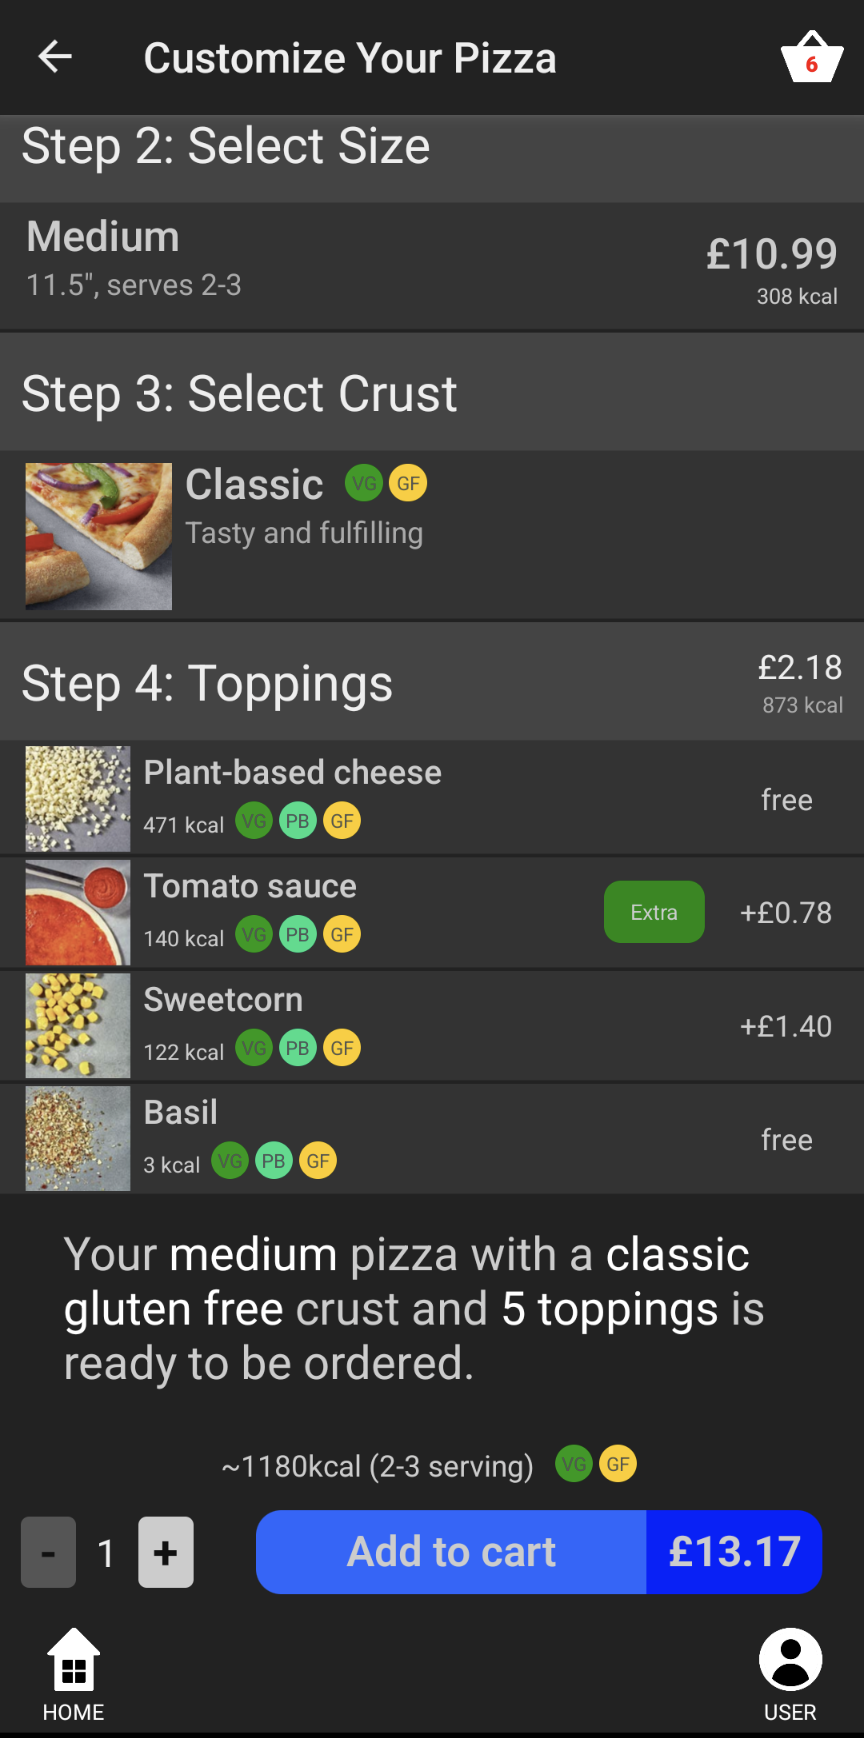 Customize Your Pizza
6
Step 2: Select Size
Medium
£10.99
11.5", serves 2-3
308 kcal
Step 3: Select Crust
Classic VG GF
Tasty and fulfilling
Step 4: Toppings
£2.18
873 kcal
Plant-based cheese
free
471 kcal VG PB GF
Tomato sauce
Extra +£0.78
140 kcal VG PB GF
Sweetcorn
+£1.40
122 kcal VG PB GF
Basil
free
3 kcal VG PB GF
Your medium pizza with a classic
gluten free crust and 5 toppings is
ready to be ordered.
~1180kcal (2-3 serving) VG GF
- 1 + Add to cart £13.17
HOME USER